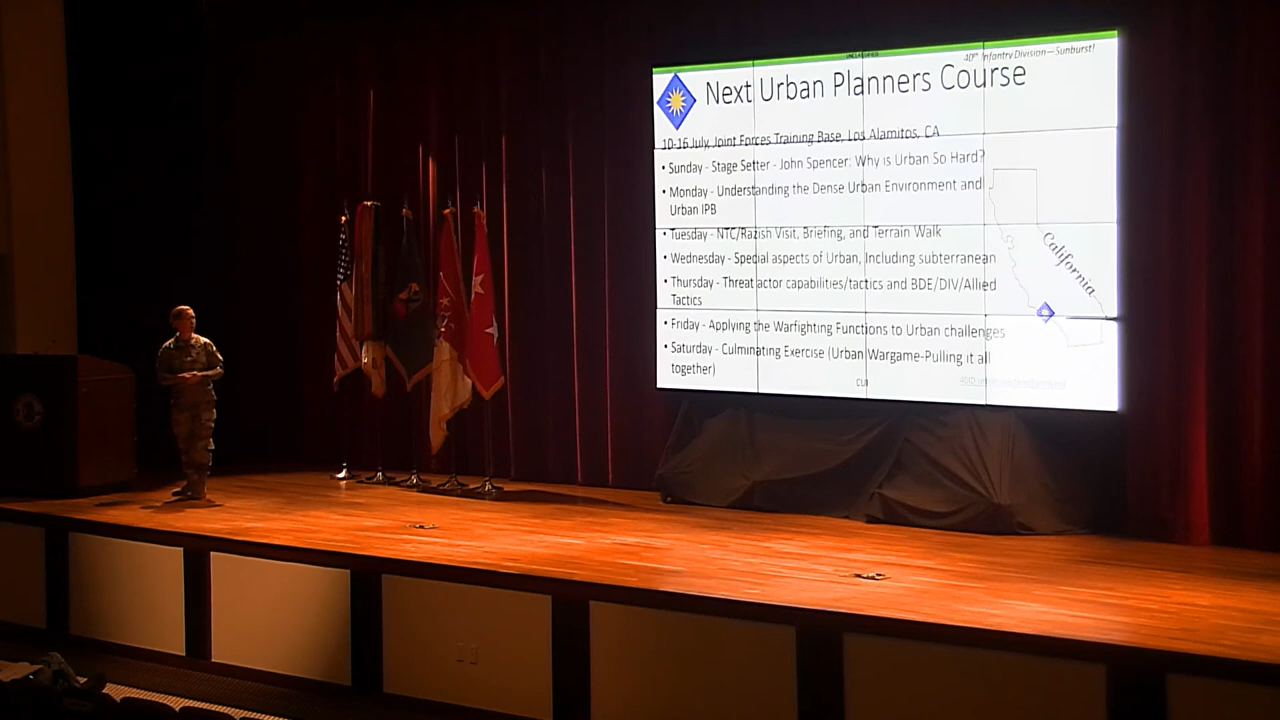 UNCLASSIFIED
40th Infantry Division—Sunburst!
Next Urban Planners Course
10-16 July, Joint Forces Training Base, Los Alamitos, CA
• Sunday - Stage Setter - John Spencer: Why is Urban So Hard?
• Monday - Understanding the Dense Urban Environment and
Urban IPB
• Tuesday - NTC/Razish Visit, Briefing, and Terrain Walk
• Wednesday - Special aspects of Urban, Including subterranean
• Thursday - Threat actor capabilities/tactics and BDE/DIV/Allied
Tactics
• Friday - Applying the Warfighting Functions to Urban challenges
• Saturday - Culminating Exercise (Urban Wargame-Pulling it all
together)
California
CUI